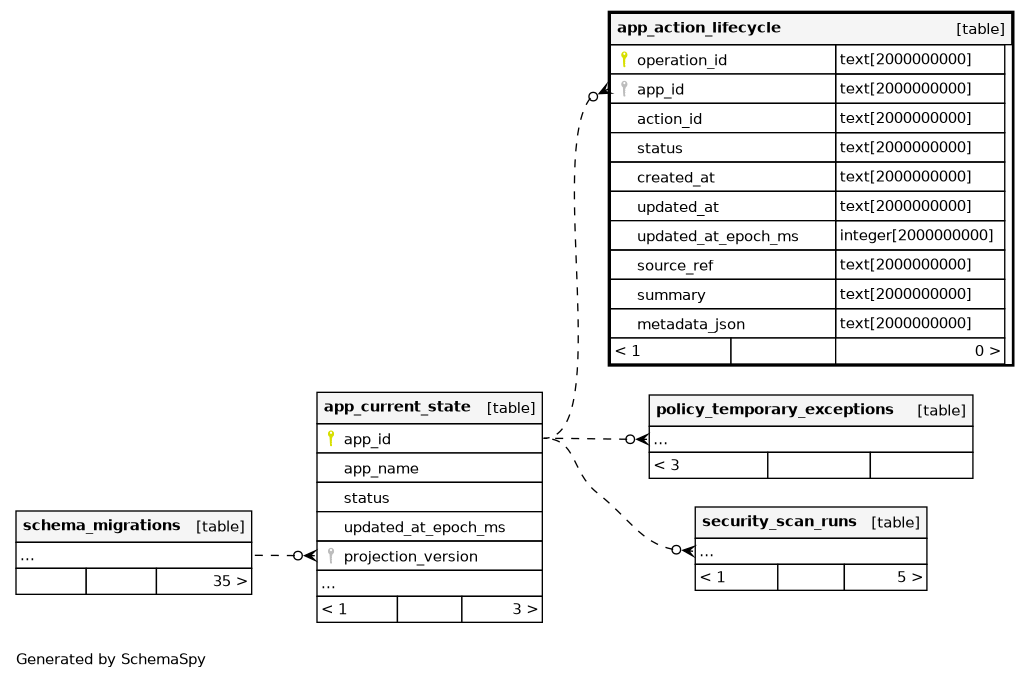 app_action_lifecycle [table]
operation_id text[2000000000]
app_id text[2000000000]
action_id text[2000000000]
status text[2000000000]
created_at text[2000000000]
updated_at text[2000000000]
updated_at_epoch_ms integer[2000000000]
source_ref text[2000000000]
summary text[2000000000]
metadata_json text[2000000000]
< 1 0 >
app_current_state [table]
app_id
app_name
status
updated_at_epoch_ms
projection_version
...
< 1 3 >
policy_temporary_exceptions [table]
...
< 3
schema_migrations [table]
...
35 >
security_scan_runs [table]
...
< 1 5 >
Generated by SchemaSpy